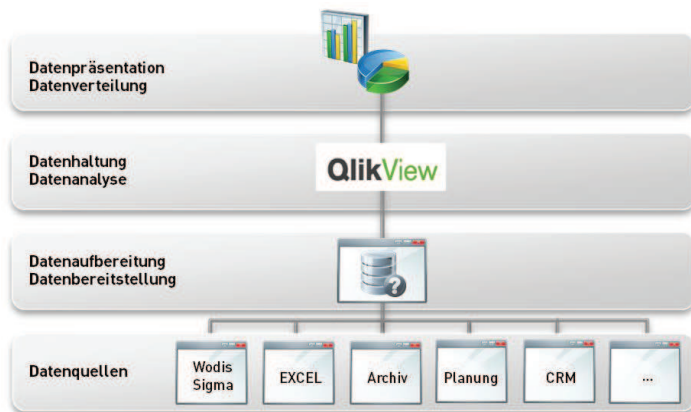 Datenpräsentation
Datenverteilung
Datenhaltung
Datenanalyse
QlikView
Datenaufbereitung
Datenbereitstellung
?
Datenquellen
Wodis
Sigma
EXCEL
Archiv
Planung
CRM
...